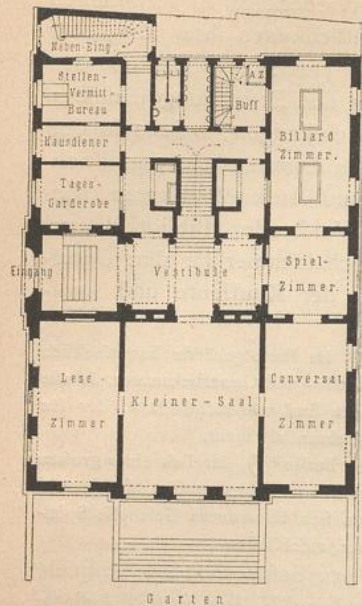 Neben-Eing.
Stellen-
Vermitt-
Bureau
A.Z.
Buff
Billard
Zimmer.
Hausdiener
Tages-
Garderobe
Eingang
Vestibule
Spiel-
Zimmer.
Lese-
Zimmer
Kleiner-Saal
Conversat.
Zimmer
Garten